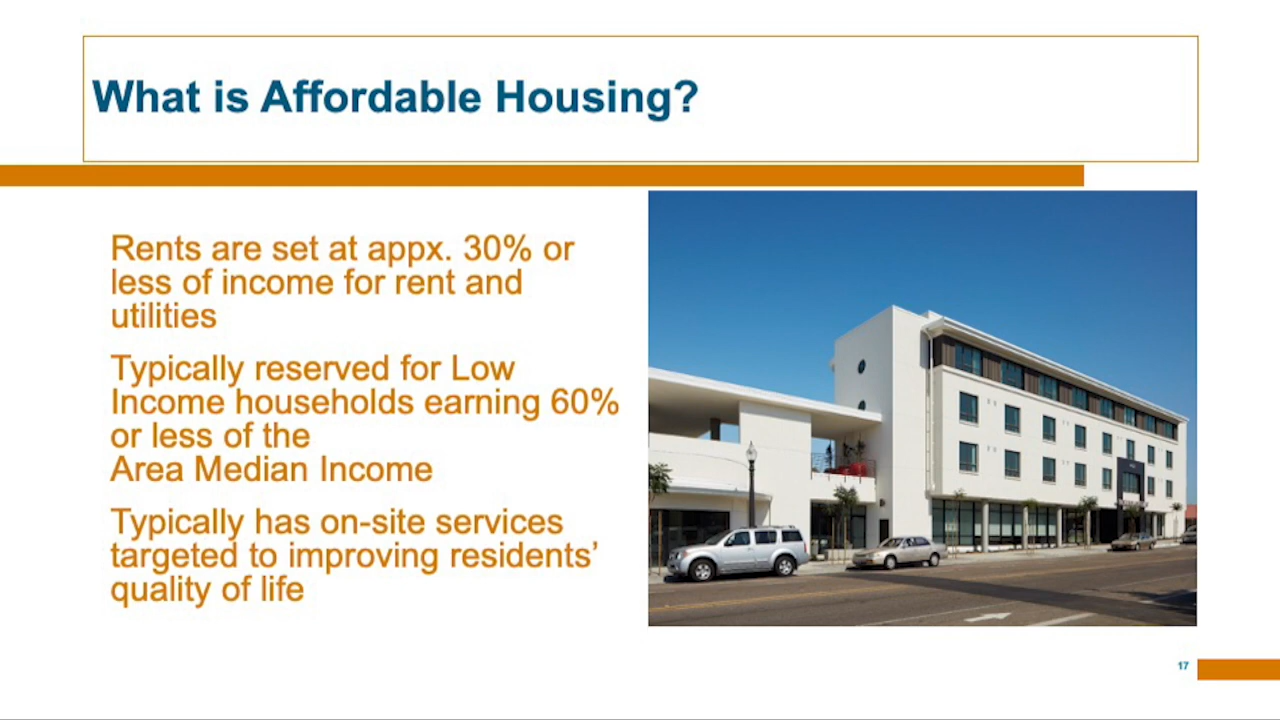 What is Affordable Housing?
Rents are set at appx. 30% or
less of income for rent and
utilities
Typically reserved for Low
Income households earning 60%
or less of the
Area Median Income
Typically has on-site services
targeted to improving residents’
quality of life
17